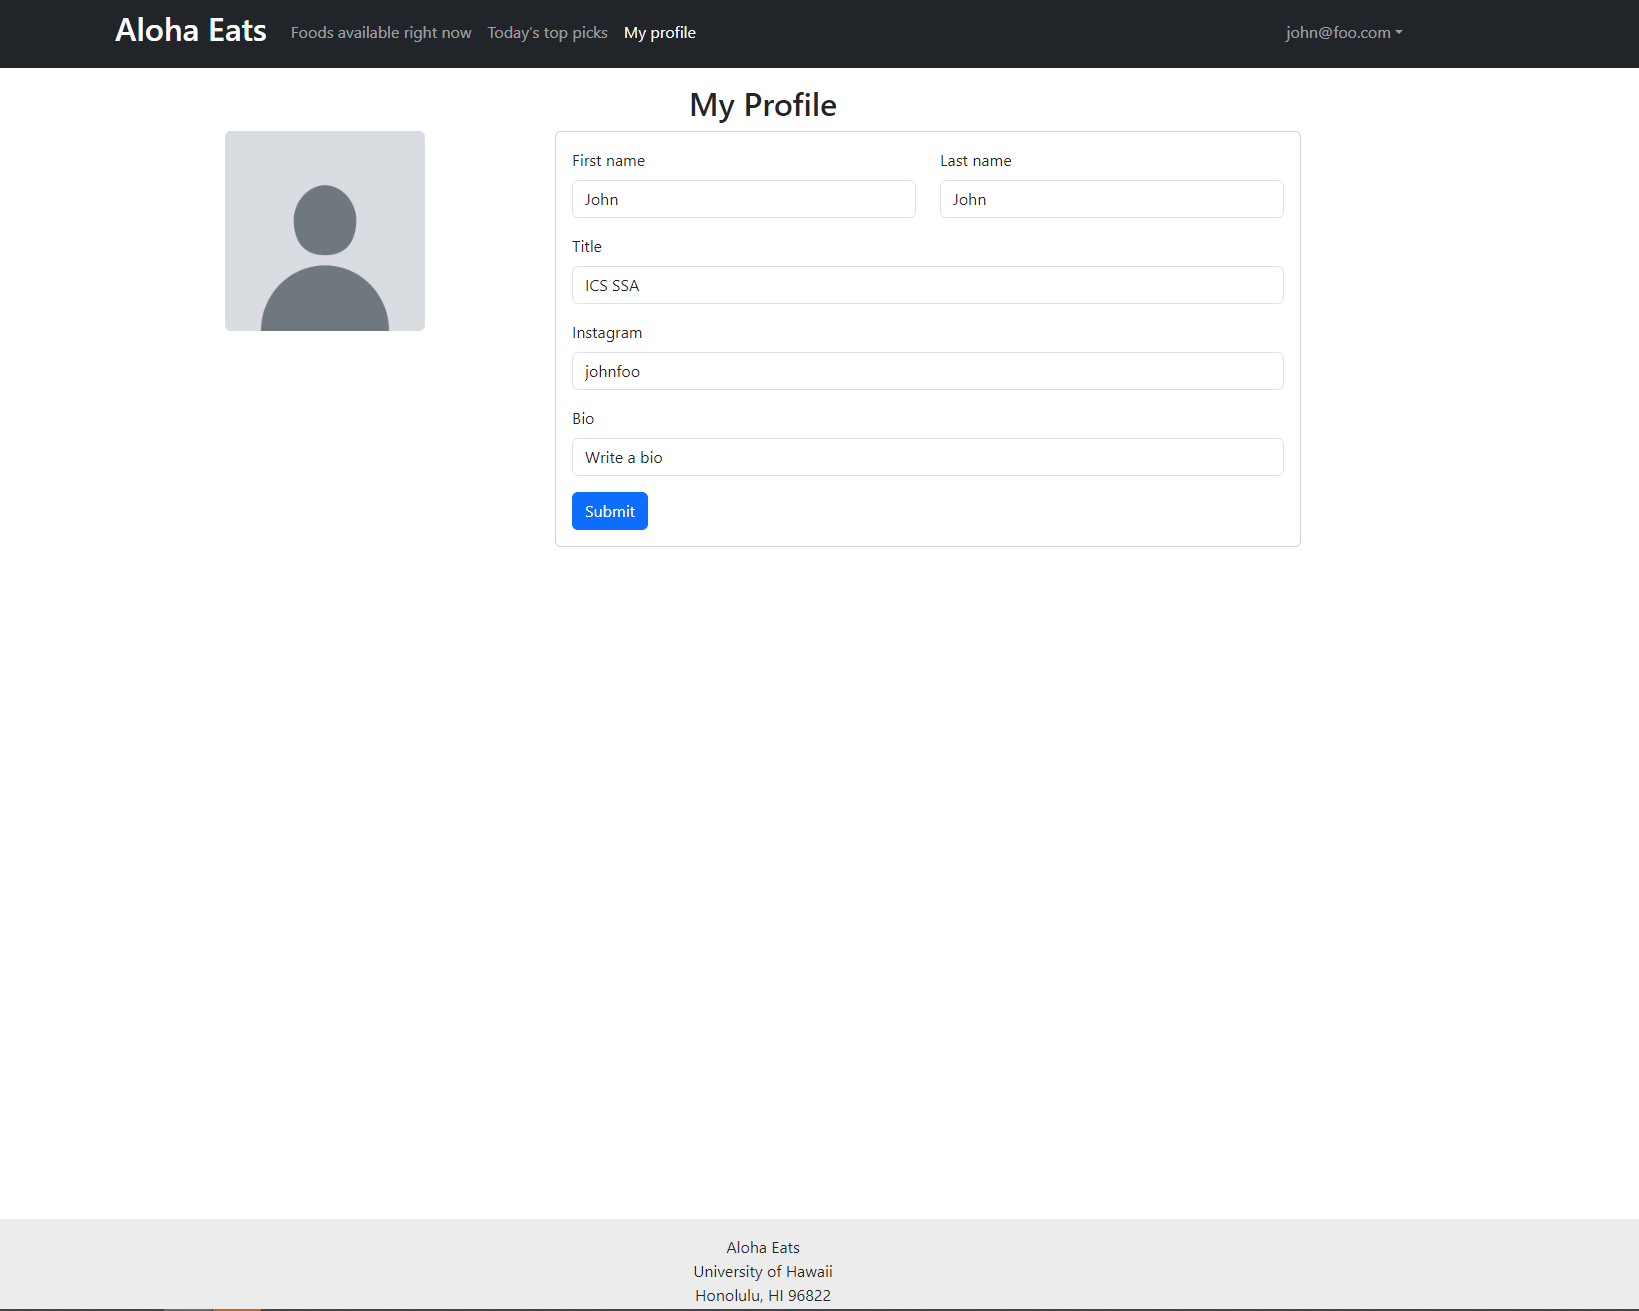 Aloha Eats Foods available right now Today's top picks My profile john@foo.com
My Profile
First name Last name
John John
Title
ICS SSA
Instagram
johnfoo
Bio
Write a bio
Submit
Aloha Eats
University of Hawaii
Honolulu, HI 96822